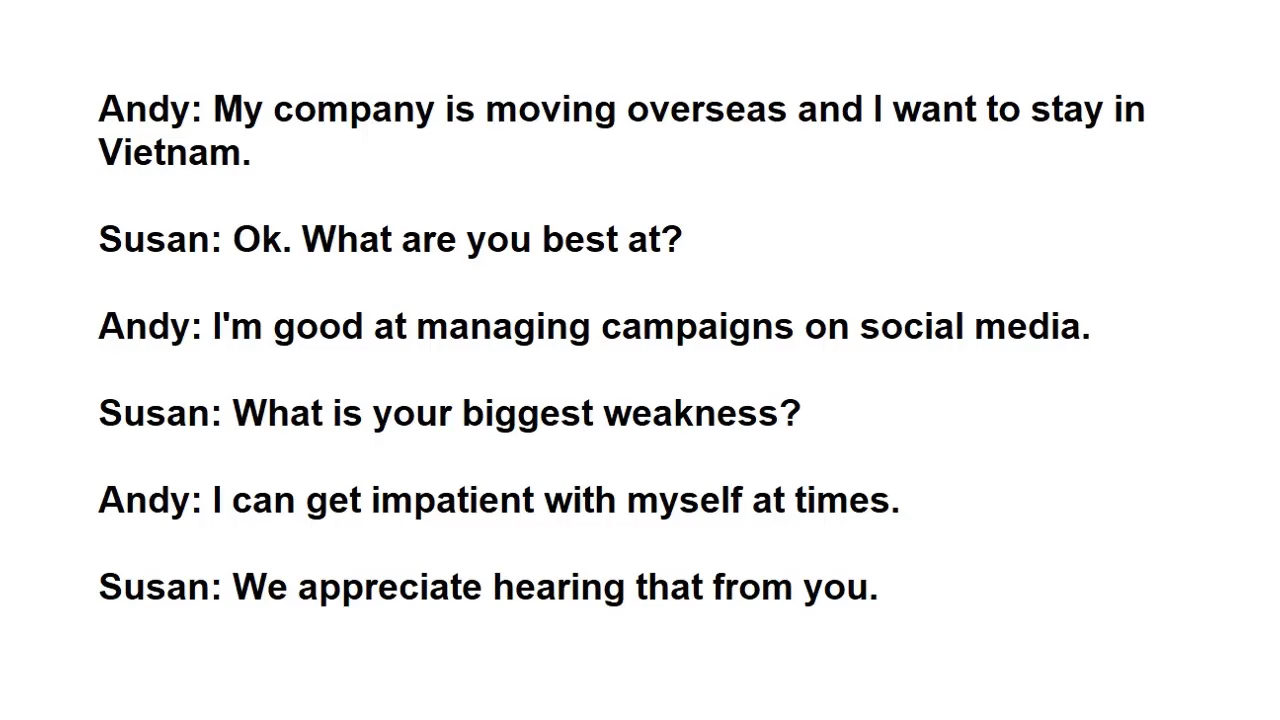 Andy: My company is moving overseas and I want to stay in
Vietnam.
Susan: Ok. What are you best at?
Andy: I'm good at managing campaigns on social media.
Susan: What is your biggest weakness?
Andy: I can get impatient with myself at times.
Susan: We appreciate hearing that from you.